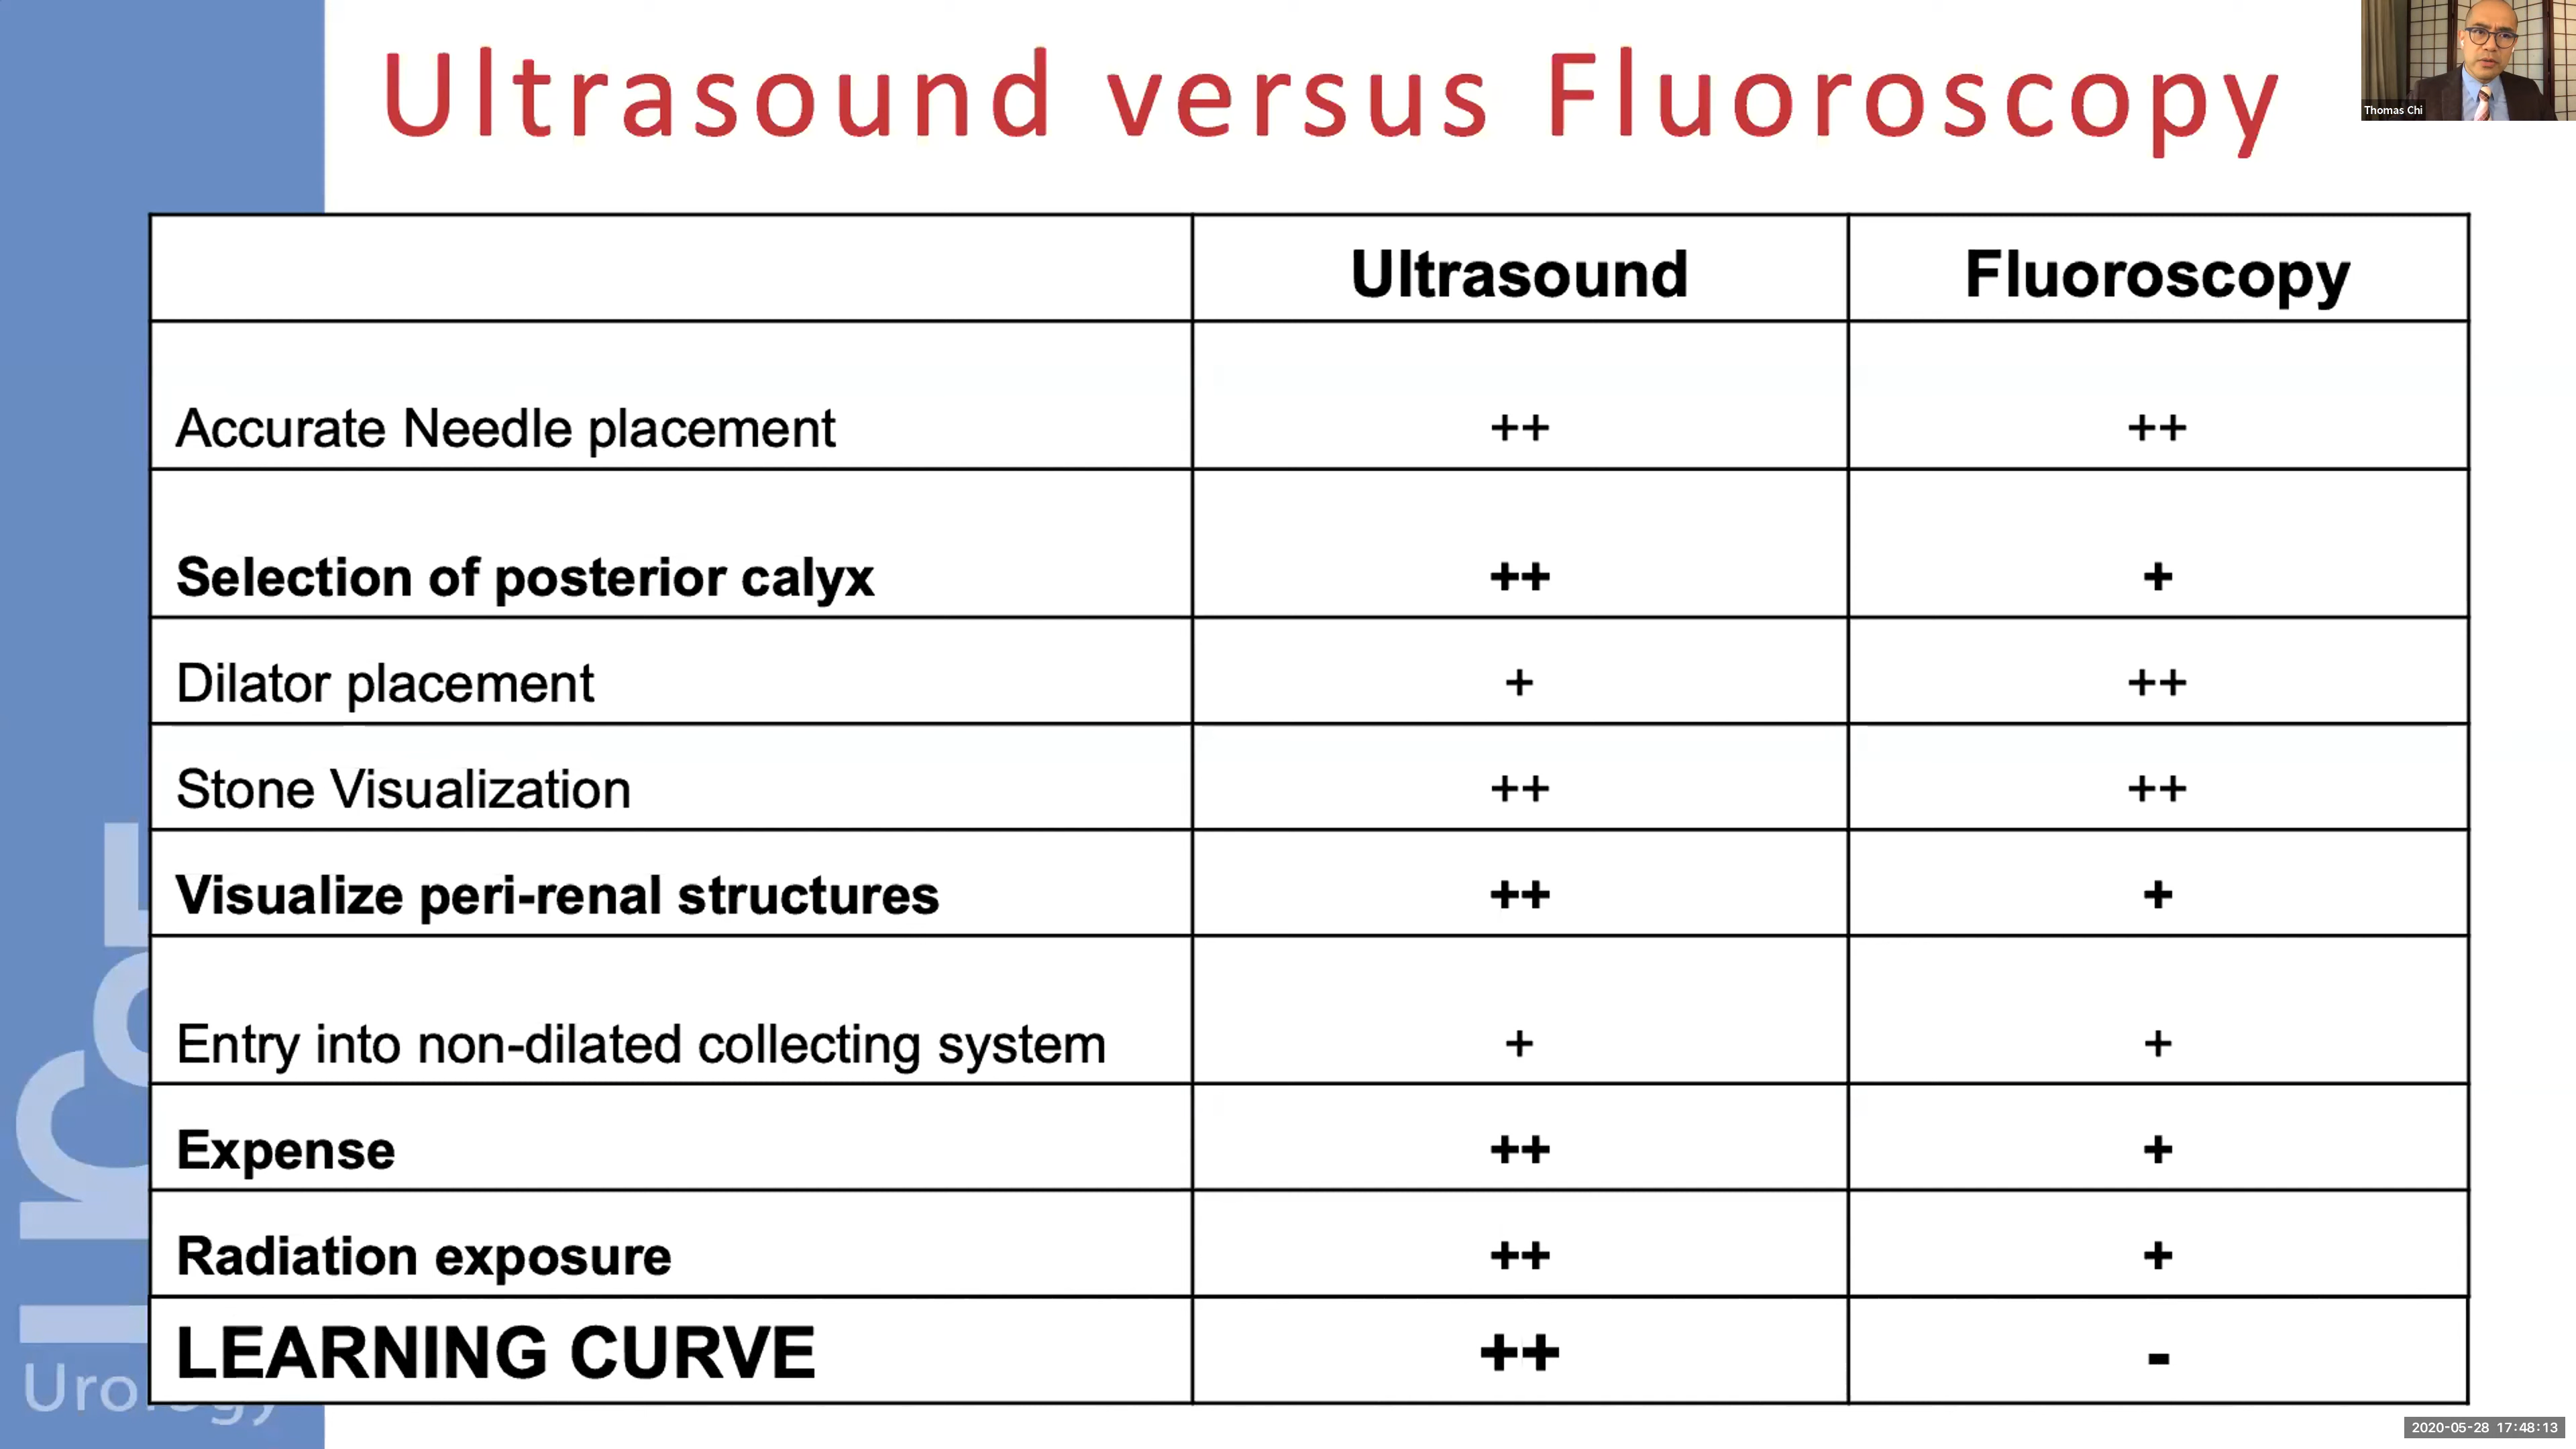 Ultrasound versus Fluoroscopy
Thomas Chi
Ultrasound Fluoroscopy
Accurate Needle placement ++ ++
Selection of posterior calyx ++ +
Dilator placement + ++
Stone Visualization ++ ++
Visualize peri-renal structures ++ +
Entry into non-dilated collecting system + +
Expense ++ +
Radiation exposure ++ +
LEARNING CURVE ++ -
2020-05-28 17:48:13